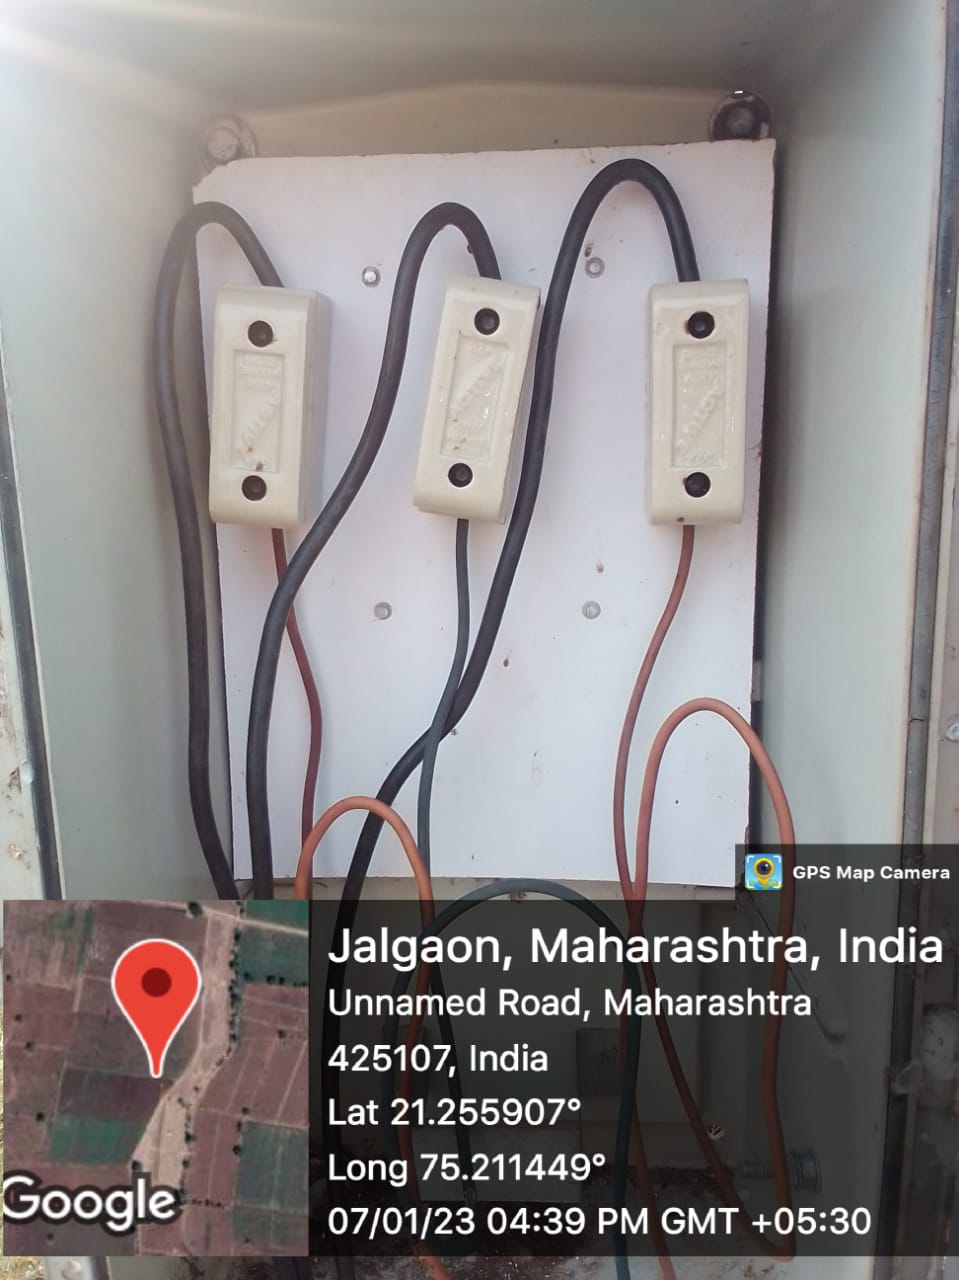 GPS Map Camera
Jalgaon, Maharashtra, India
Unnamed Road, Maharashtra
425107, India
Lat 21.255907°
Long 75.211449°
07/01/23 04:39 PM GMT +05:30
Google